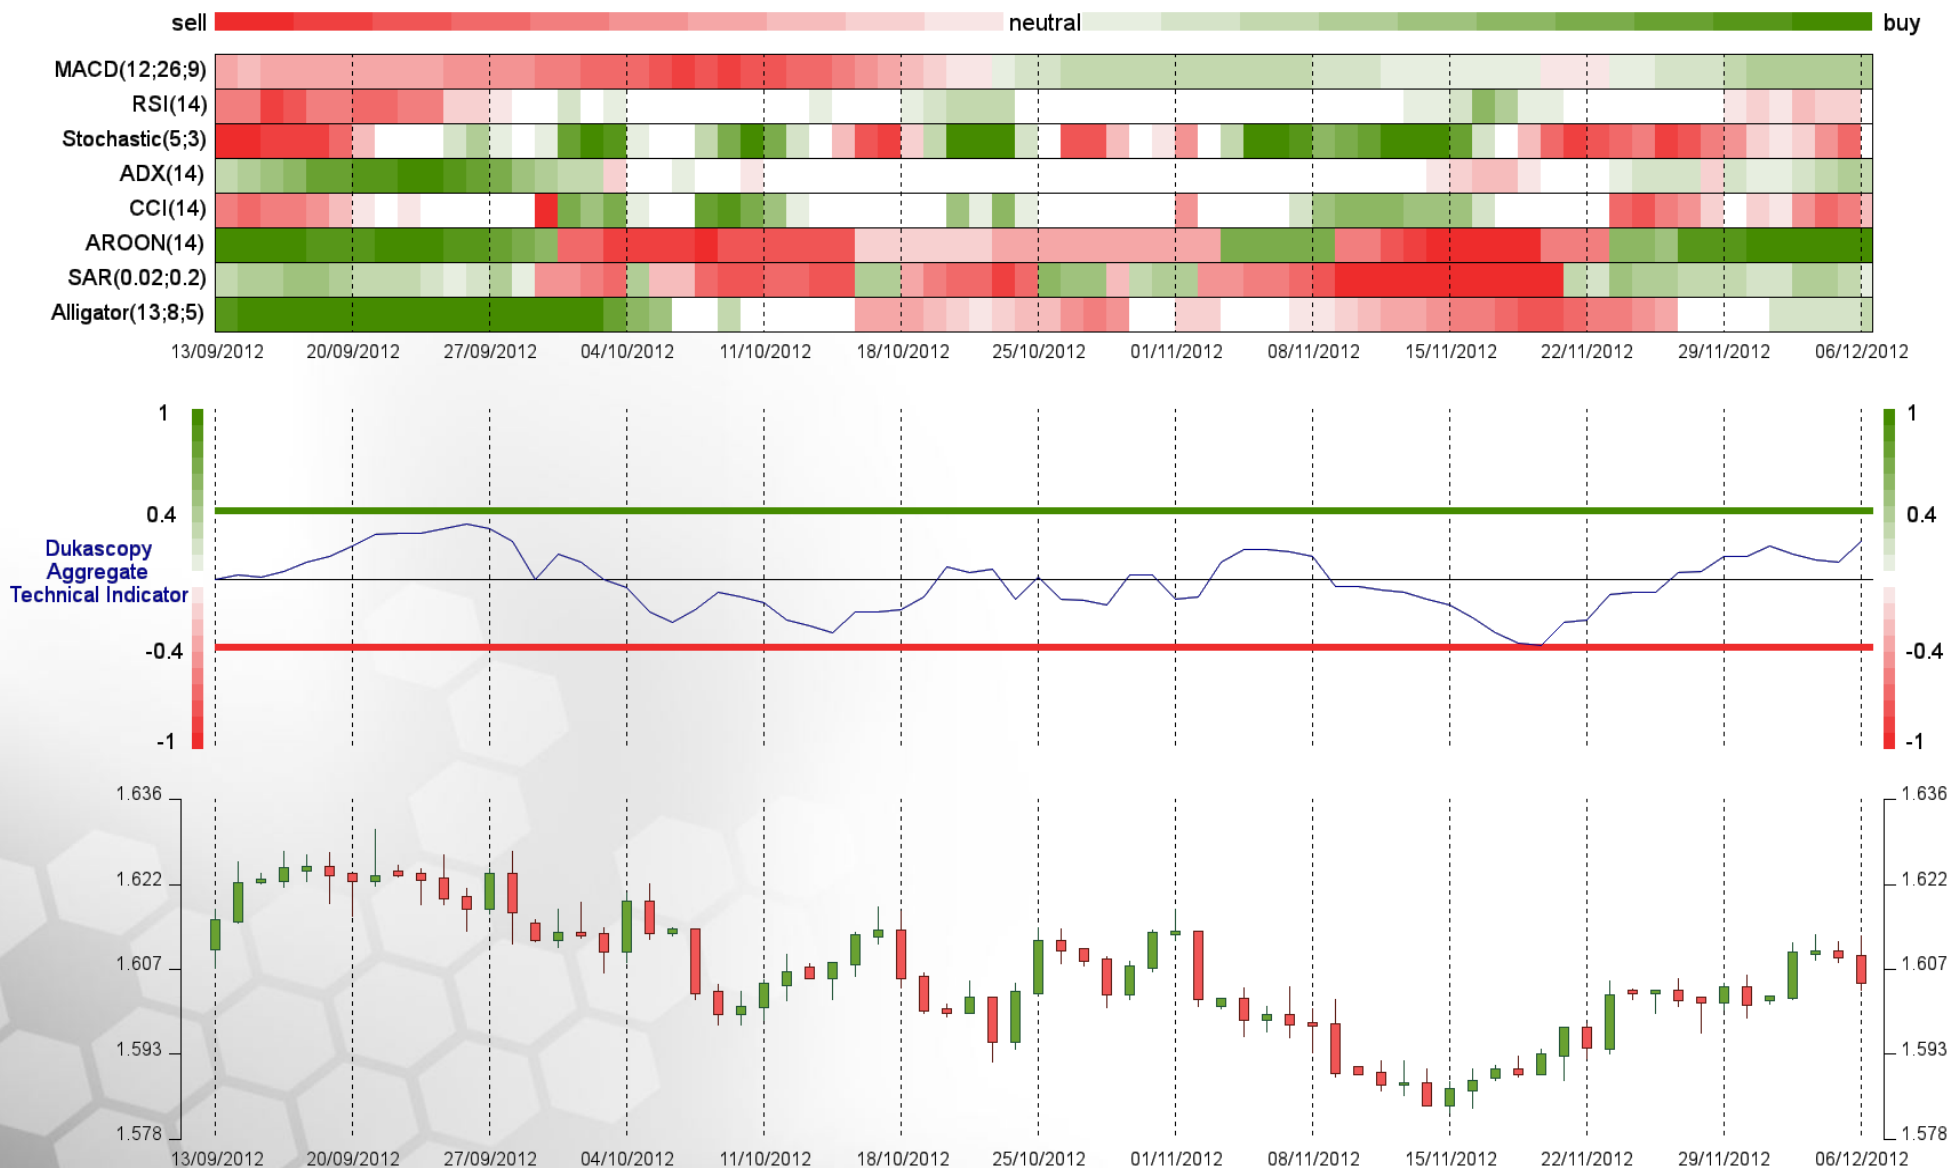 sell neutral buy
MACD(12;26;9)
RSI(14)
Stochastic(5;3)
ADX(14)
CCI(14)
AROON(14)
SAR(0.02;0.2)
Alligator(13;8;5)
13/09/2012 20/09/2012 27/09/2012 04/10/2012 11/10/2012 18/10/2012 25/10/2012 01/11/2012 08/11/2012 15/11/2012 22/11/2012 29/11/2012 06/12/2012
1 1
0.4 0.4
Dukascopy
Aggregate
Technical Indicator
-0.4 -0.4
-1 -1
1.636 1.636
1.622 1.622
1.607 1.607
1.593 1.593
1.578 1.578
13/09/2012 20/09/2012 27/09/2012 04/10/2012 11/10/2012 18/10/2012 25/10/2012 01/11/2012 08/11/2012 15/11/2012 22/11/2012 29/11/2012 06/12/2012